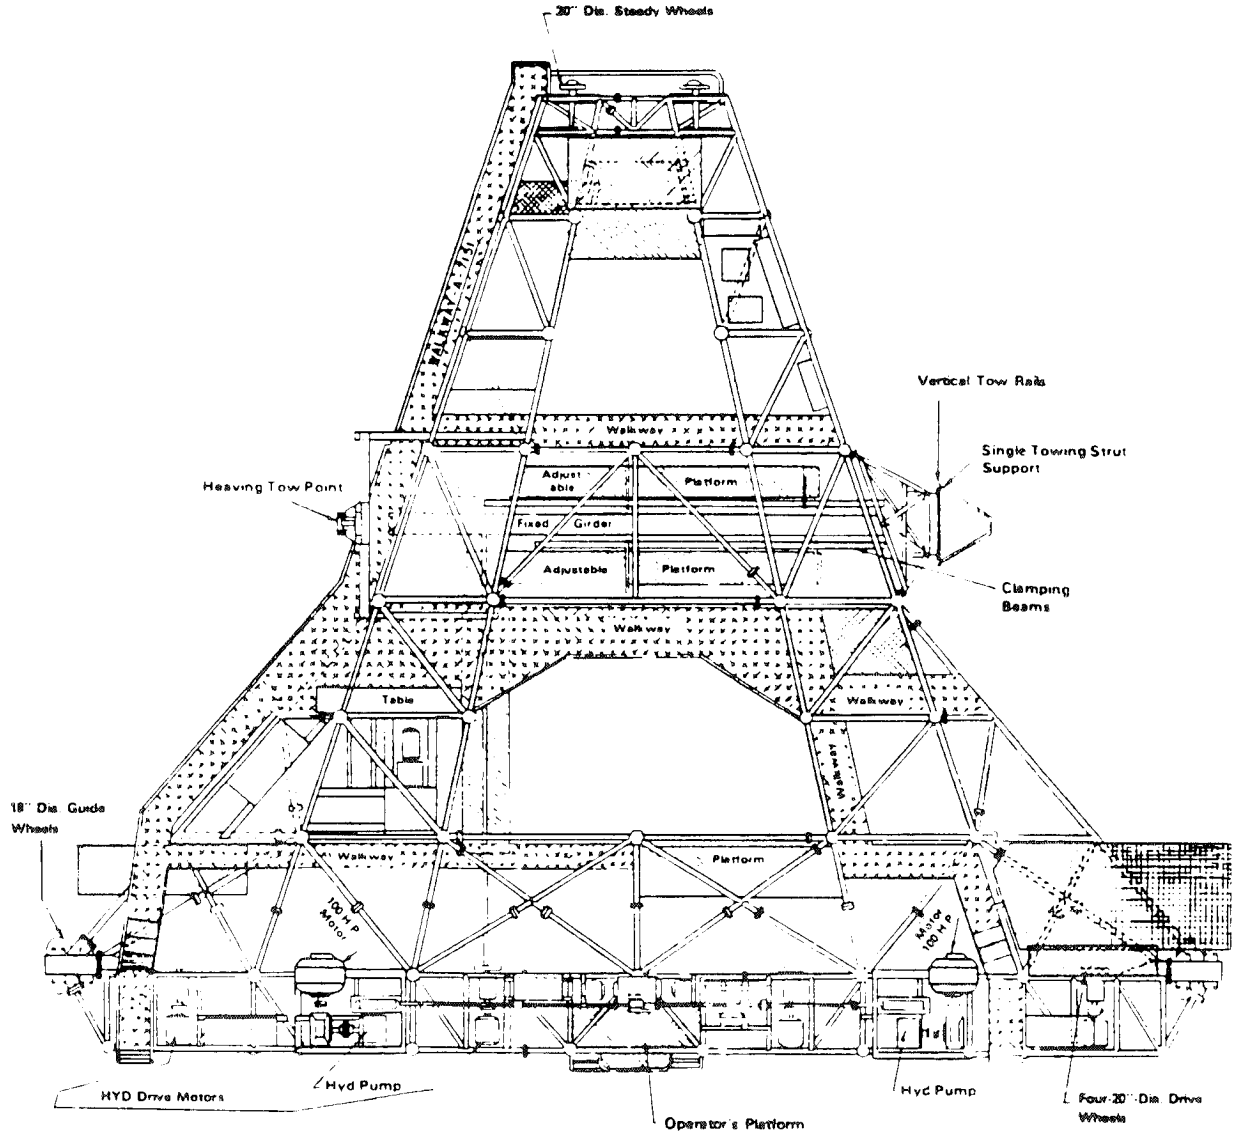 20" Dia. Steady Wheels
WALKWAY
Vertical Tow Rails
Walkway
Single Towing Strut
Support
Adjust
able
Platform
Heaving Tow Point
Fixed Girder
Adjustable
Platform
Clamping
Beams
Walkway
Table
Walkway
Walkway
18" Dia. Guide
Wheels
Walkway
Platform
100 H P
Motor
Motor
100 H P
HYD Drive Motors
Hyd Pump
Hyd Pump
Four-20"-Dia. Drive
Wheels
Operator's Platform